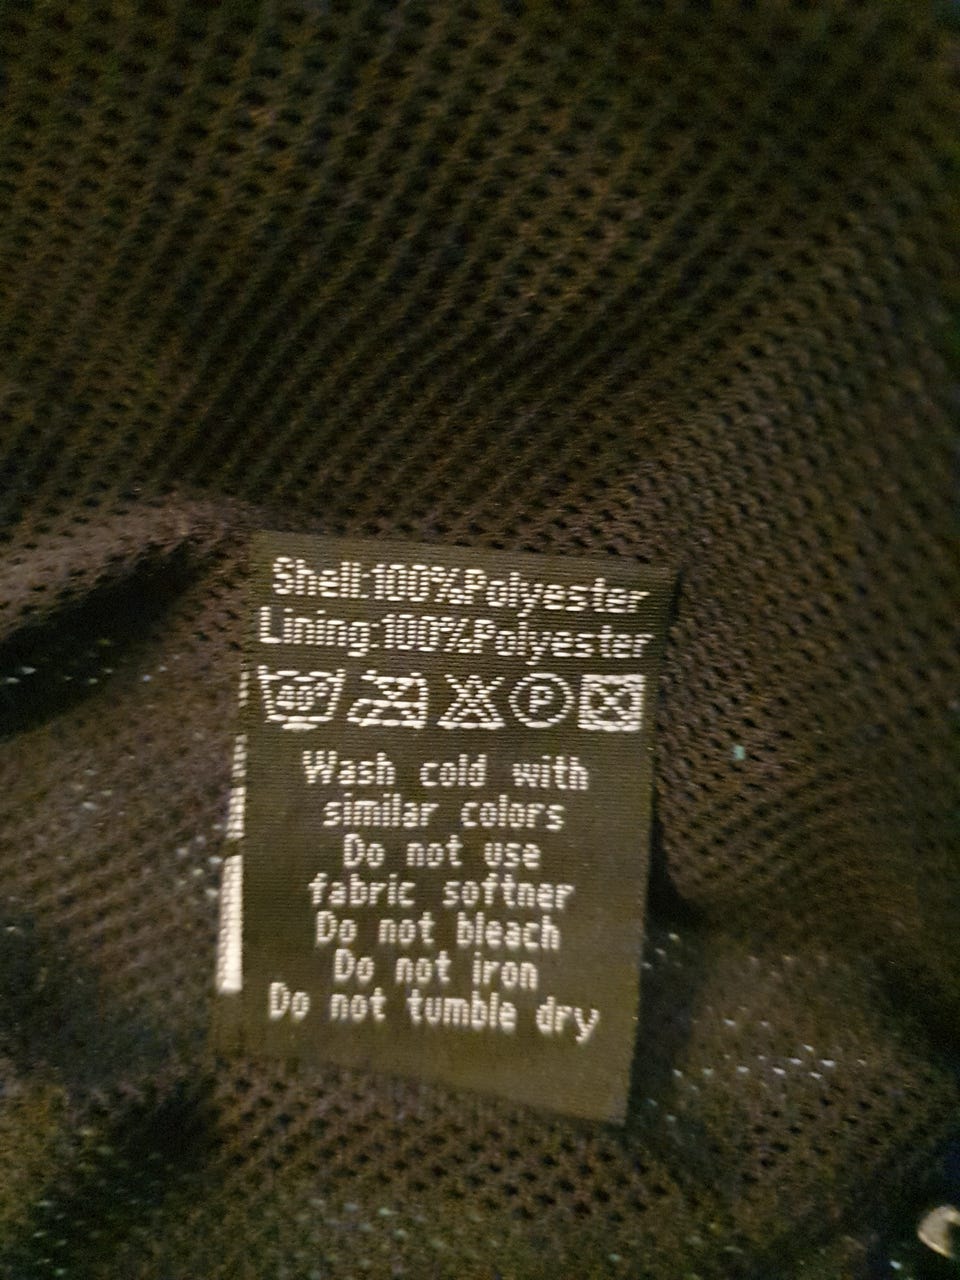 Shell:100%Polyester
Lining:100%Polyester
40° P
Wash cold with
similar colors
Do not use
fabric softner
Do not bleach
Do not iron
Do not tumble dry